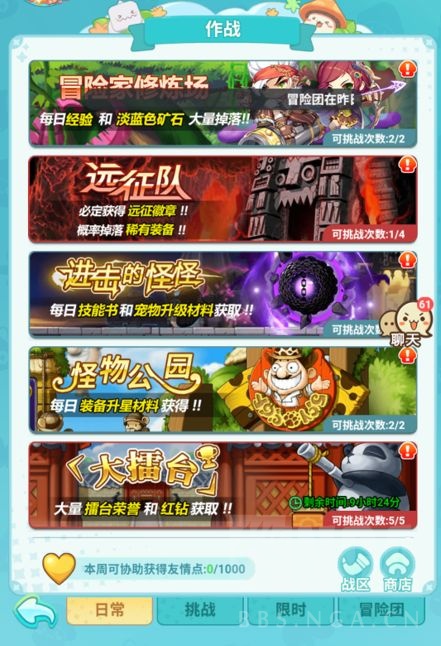 作战
冒险家修炼场
冒险团在昨日
每日经验 和 淡蓝色矿石 大量掉落!!
可挑战次数:2/2
远征队
必定获得 远征徽章 !!
概率掉落 稀有装备 !!
可挑战次数:1/4
进击的怪怪
每日 技能书和宠物升级材料获取 !!
可挑战次数:
61
聊天
怪物公园
每日 装备升星材料 获得 !!
可挑战次数:2/2
大擂台
剩余时间:9小时24分
大量 擂台荣誉 和 红钻 获取 !!
可挑战次数:5/5
本周可协助获得友情点:0/1000
战区
商店
日常
挑战
限时
冒险团
BBS.NGA.CN